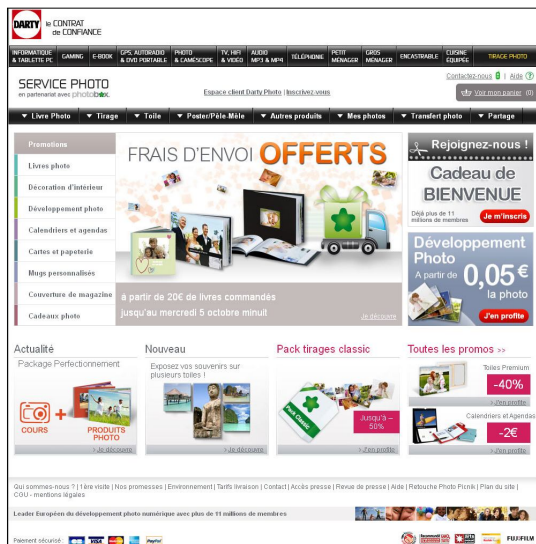 DARTY le CONTRAT
de CONFIANCE
INFORMATIQUE & TABLETTE PC
GAMING
E-BOOK
GPS, AUTORADIO & DVD PORTABLE
PHOTO & CAMÉSCOPE
TV, HIFI & VIDÉO
AUDIO MP3 & MP4
TÉLÉPHONIE
PETIT MÉNAGER
GROS MÉNAGER
ENCASTRABLE
CUISINE ÉQUIPÉE
TIRAGE PHOTO
Contactez-nous | Aide
SERVICE PHOTO
en partenariat avec photobox
Espace client Darty Photo | Inscrivez-vous
Voir mon panier (0)
Livre Photo
Tirage
Toile
Poster/Pêle-Mêle
Autres produits
Mes photos
Transfert photo
Partage
Promotions
Livres photo
Décoration d'intérieur
Développement photo
Calendriers et agendas
Cartes et papeterie
Mugs personnalisés
Couverture de magazine
Cadeaux photo
FRAIS D'ENVOI OFFERTS
à partir de 20€ de livres commandés
jusqu'au mercredi 5 octobre minuit
Je découvre
Rejoignez-nous !
Cadeau de
BIENVENUE
Déjà plus de 11
millions de membres
Je m'inscris
Développement
Photo
A partir de 0,05€
la photo
J'en profite
Actualité
Package Perfectionnement
COURS + PRODUITS
PHOTO
> Je découvre
Nouveau
Exposez vos souvenirs sur
plusieurs toiles !
> Je découvre
Pack tirages classic
Pack Classic
Jusqu'à –
50%
> J'en profite
Toutes les promos >>
Toiles Premium
-40%
> J'en profite
Calendriers et Agendas
-2€
> J'en profite
Qui sommes-nous ? | 1ère visite | Nos promesses | Environnement | Tarifs livraison | Contact | Accès presse | Revue de presse | Aide | Retouche Photo Picnik | Plan du site |
CGU - mentions légales
Leader Européen du développement photo numérique avec plus de 11 millions de membres
Paiement sécurisé :
VISA
PayPal
FUJIFILM